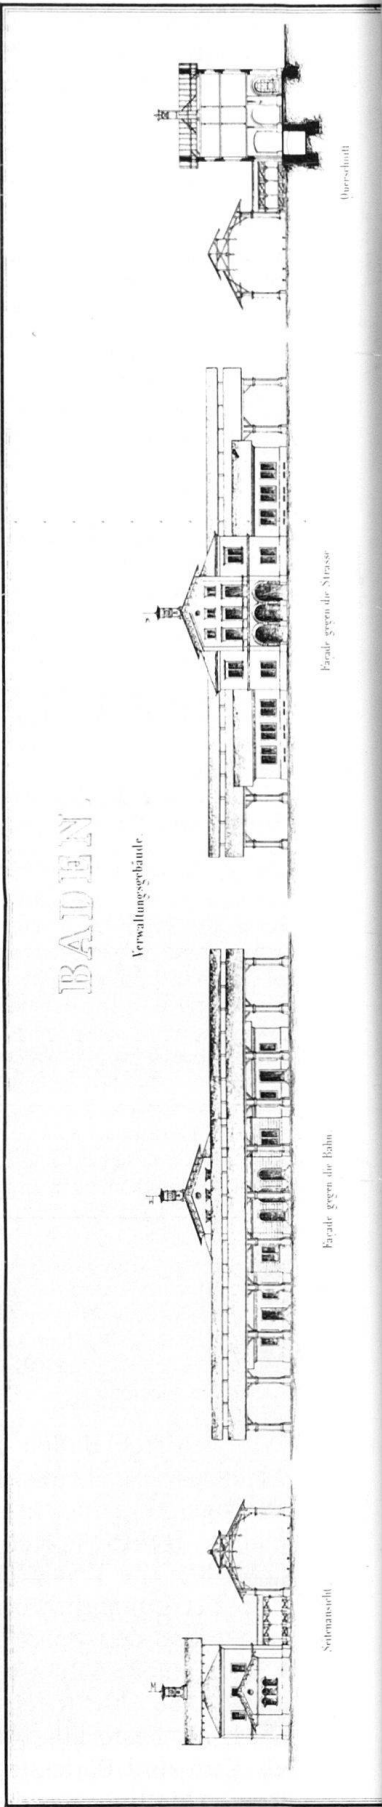 BADEN.
Verwaltungsgebäude.
Seitenansicht
Façade gegen die Bahn
Façade gegen die Strasse
Querschnitt